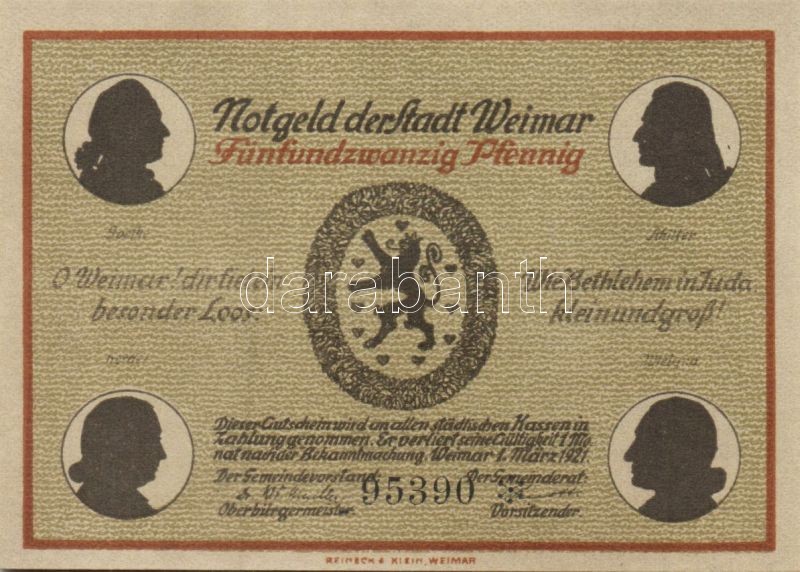 Notgeld der Stadt Weimar
Fünfundzwanzig Pfennig
Goethe
Schiller
O Weimar! dir fiel ein
besonder Loos:
Wie Bethlehem in Juda,
klein und groß!
Herder
Wieland
darabanth
Dieser Gutschein wird an allen städtischen Kassen in
Zahlung genommen. Er verliert seine Gültigkeit 1 Mo-
nat nach der Bekanntmachung. Weimar 1. März 1921.
Der Gemeindevorstand: Der Gemeinderat:
95390
Oberbürgermeister. Vorsitzender.
REINECK & KLEIN, WEIMAR